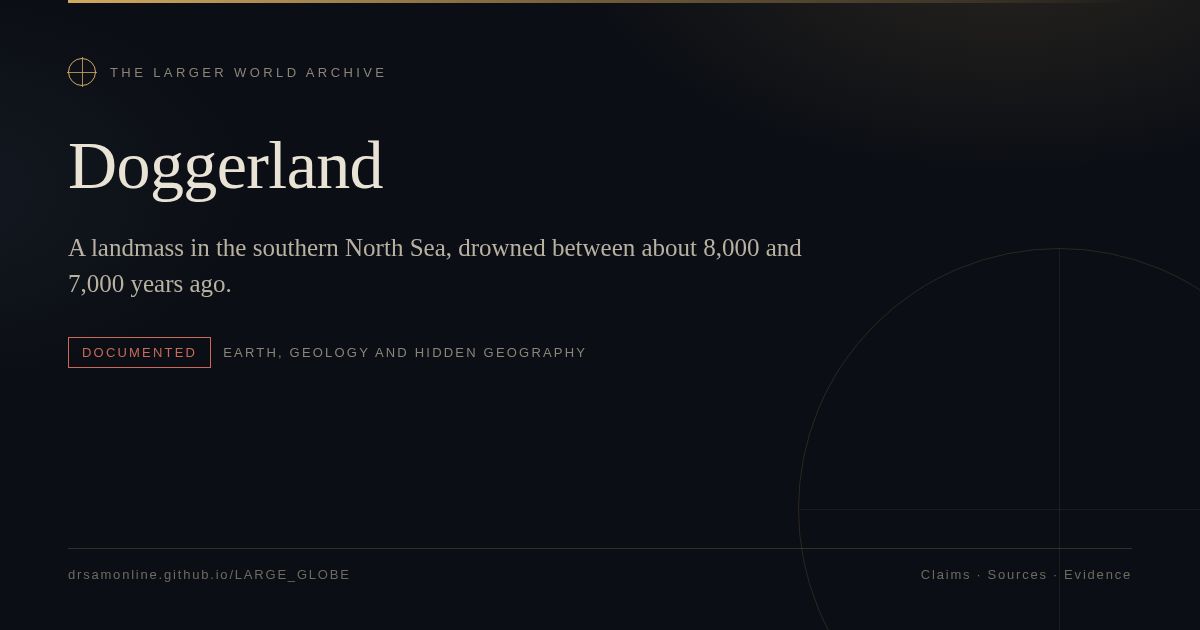 THE LARGER WORLD ARCHIVE
Doggerland
A landmass in the southern North Sea, drowned between about 8,000 and
7,000 years ago.
DOCUMENTED EARTH, GEOLOGY AND HIDDEN GEOGRAPHY
drsamonline.github.io/LARGE_GLOBE Claims · Sources · Evidence